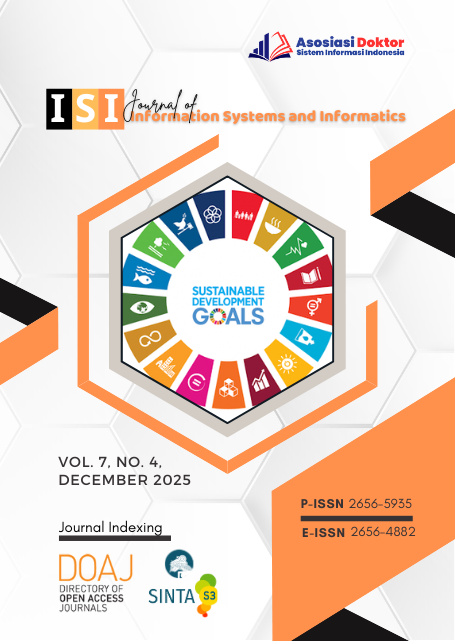 Asosiasi Doktor
Sistem Informasi Indonesia
ISI Journal of
Information Systems and Informatics
SUSTAINABLE
DEVELOPMENT
GOALS
VOL. 7, NO. 4,
DECEMBER 2025
P-ISSN 2656-5935
E-ISSN 2656-4882
Journal Indexing
DOAJ
DIRECTORY OF
OPEN ACCESS
JOURNALS
SINTA S3